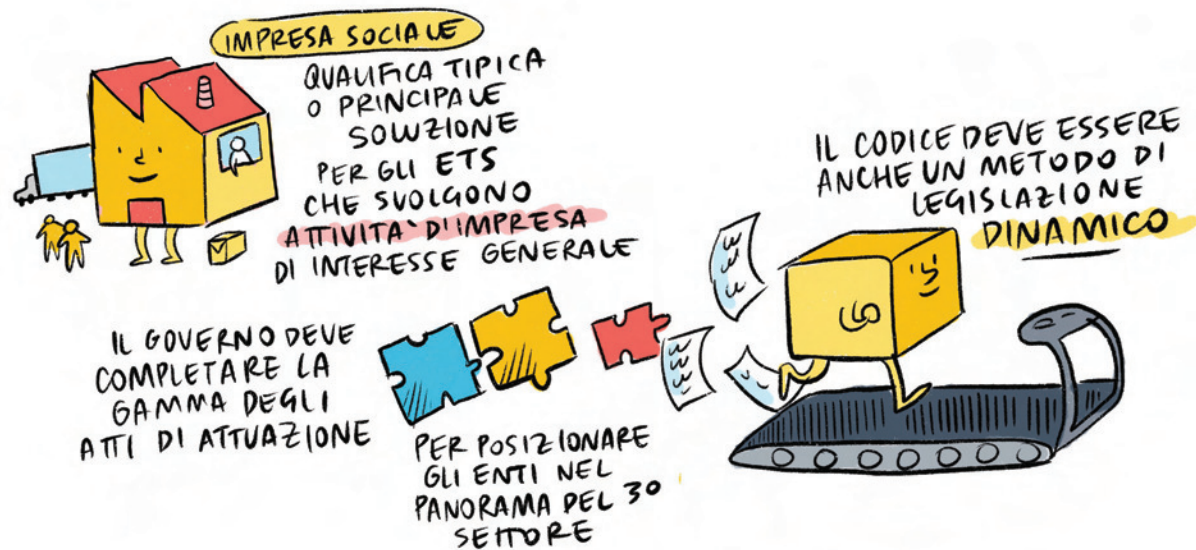 IMPRESA SOCIALE
QUALIFICA TIPICA
O PRINCIPALE
SOLUZIONE
PER GLI ETS
CHE SVOLGONO
ATTIVITA' D'IMPRESA
DI INTERESSE GENERALE
IL CODICE DEVE ESSERE
ANCHE UN METODO DI
LEGISLAZIONE
DINAMICO
IL GOVERNO DEVE
COMPLETARE LA
GAMMA DEGLI
ATTI DI ATTUAZIONE
PER POSIZIONARE
GLI ENTI NEL
PANORAMA DEL 3º
SETTORE